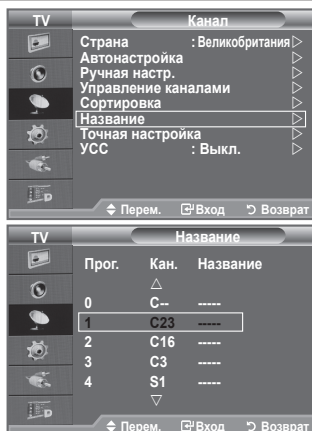 TV Канал
Страна : Великобритания
Автонастройка
Ручная настр.
Управление каналами
Сортировка
Название
Точная настройка
УСС : Выкл.
Перем. Вход Возврат
TV Название
Прог. Кан. Название
0 C-- -----
1 C23 -----
2 C16 -----
3 C3 -----
4 S1 -----
Перем. Вход Возврат